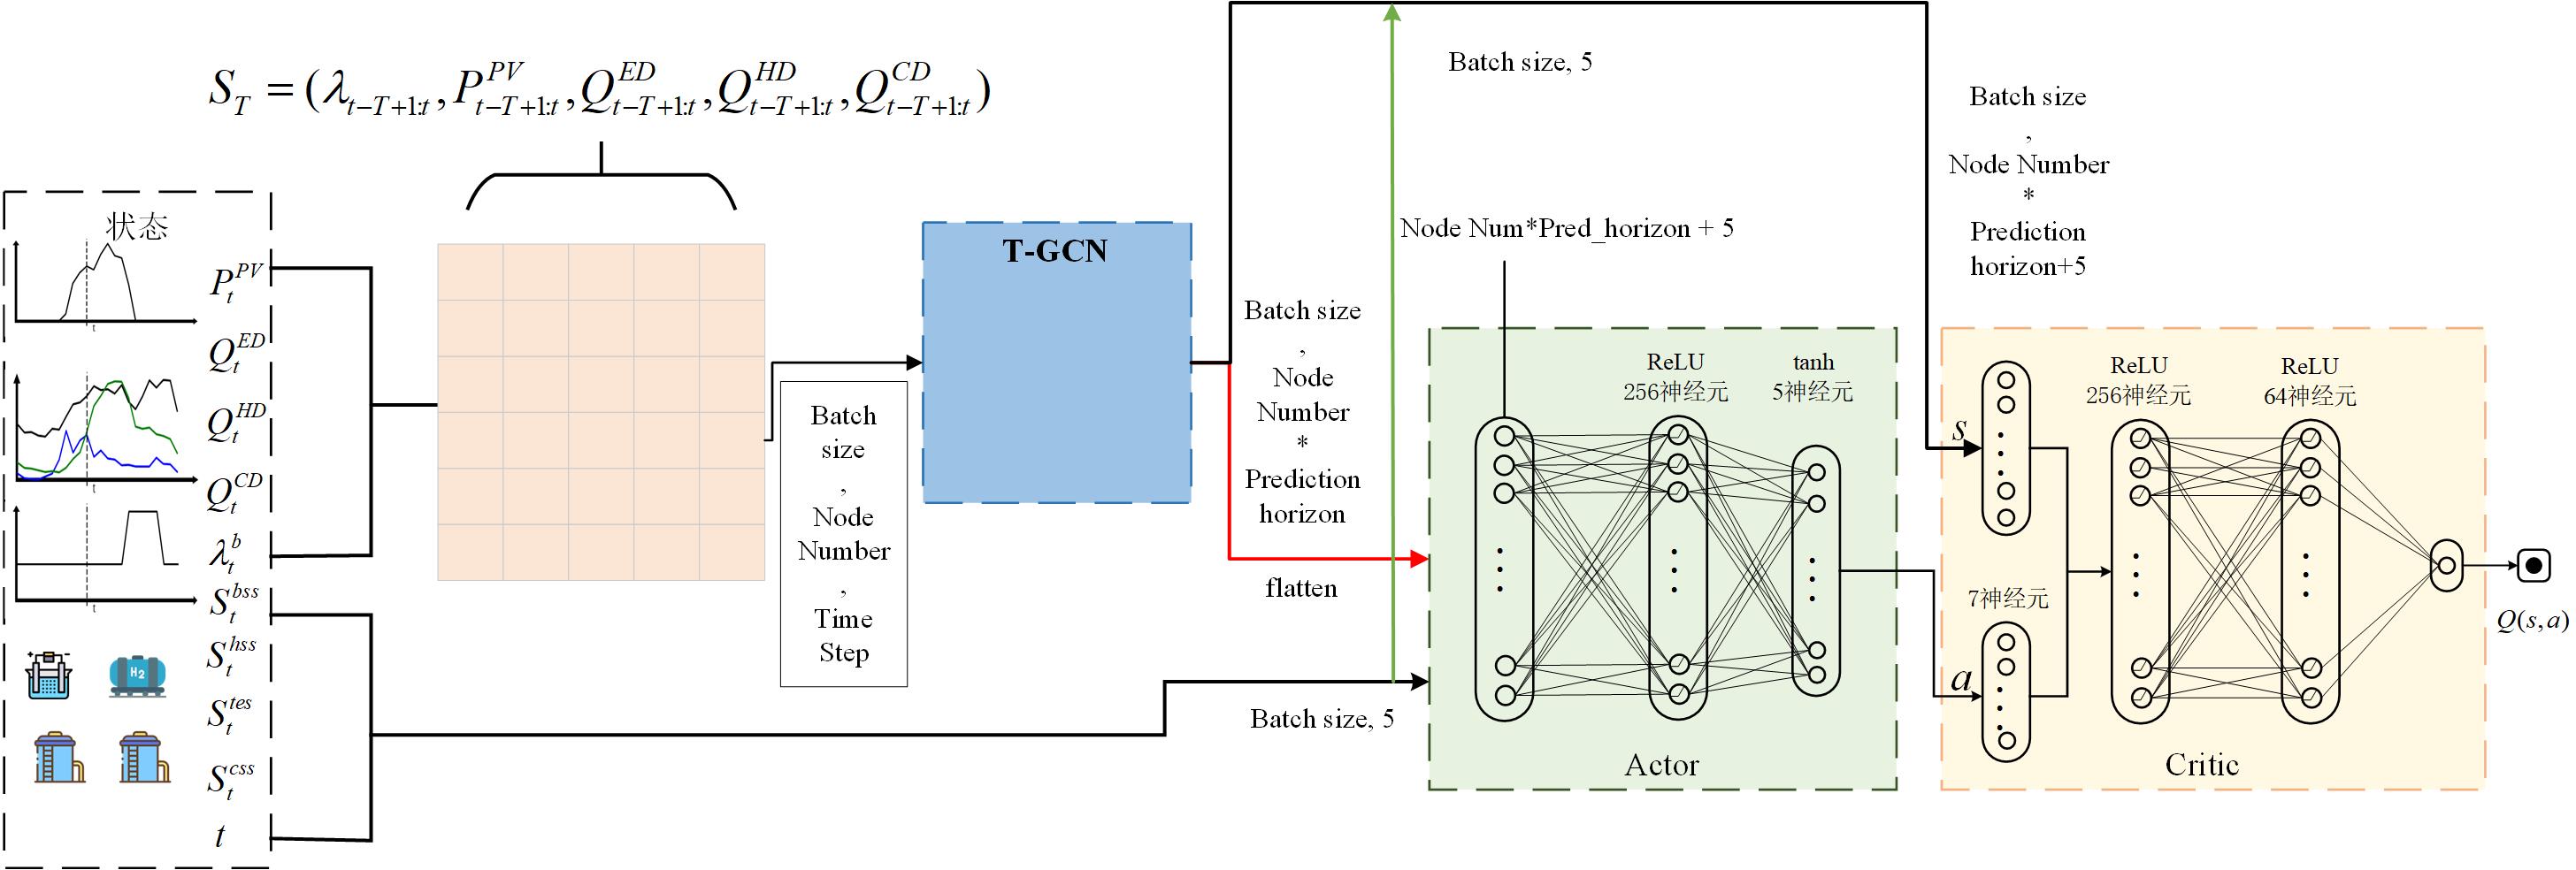 S_T = (λ_{t-T+1:t}, P^{PV}_{t-T+1:t}, Q^{ED}_{t-T+1:t}, Q^{HD}_{t-T+1:t}, Q^{CD}_{t-T+1:t})
状态
P_t^{PV}
t
Q_t^{ED}
Q_t^{HD}
Q_t^{CD}
t
λ_t^b
t
S_t^{bss}
S_t^{hss}
H2
S_t^{tes}
S_t^{css}
t
Batch
size
,
Node
Number
,
Time
Step
T-GCN
Batch size
,
Node
Number
*
Prediction
horizon
flatten
Batch size, 5
Batch size, 5
Node Num*Pred_horizon + 5
ReLU
256神经元
tanh
5神经元
Actor
Batch size
,
Node Number
*
Prediction
horizon+5
s
7神经元
a
ReLU
256神经元
ReLU
64神经元
Critic
Q(s,a)